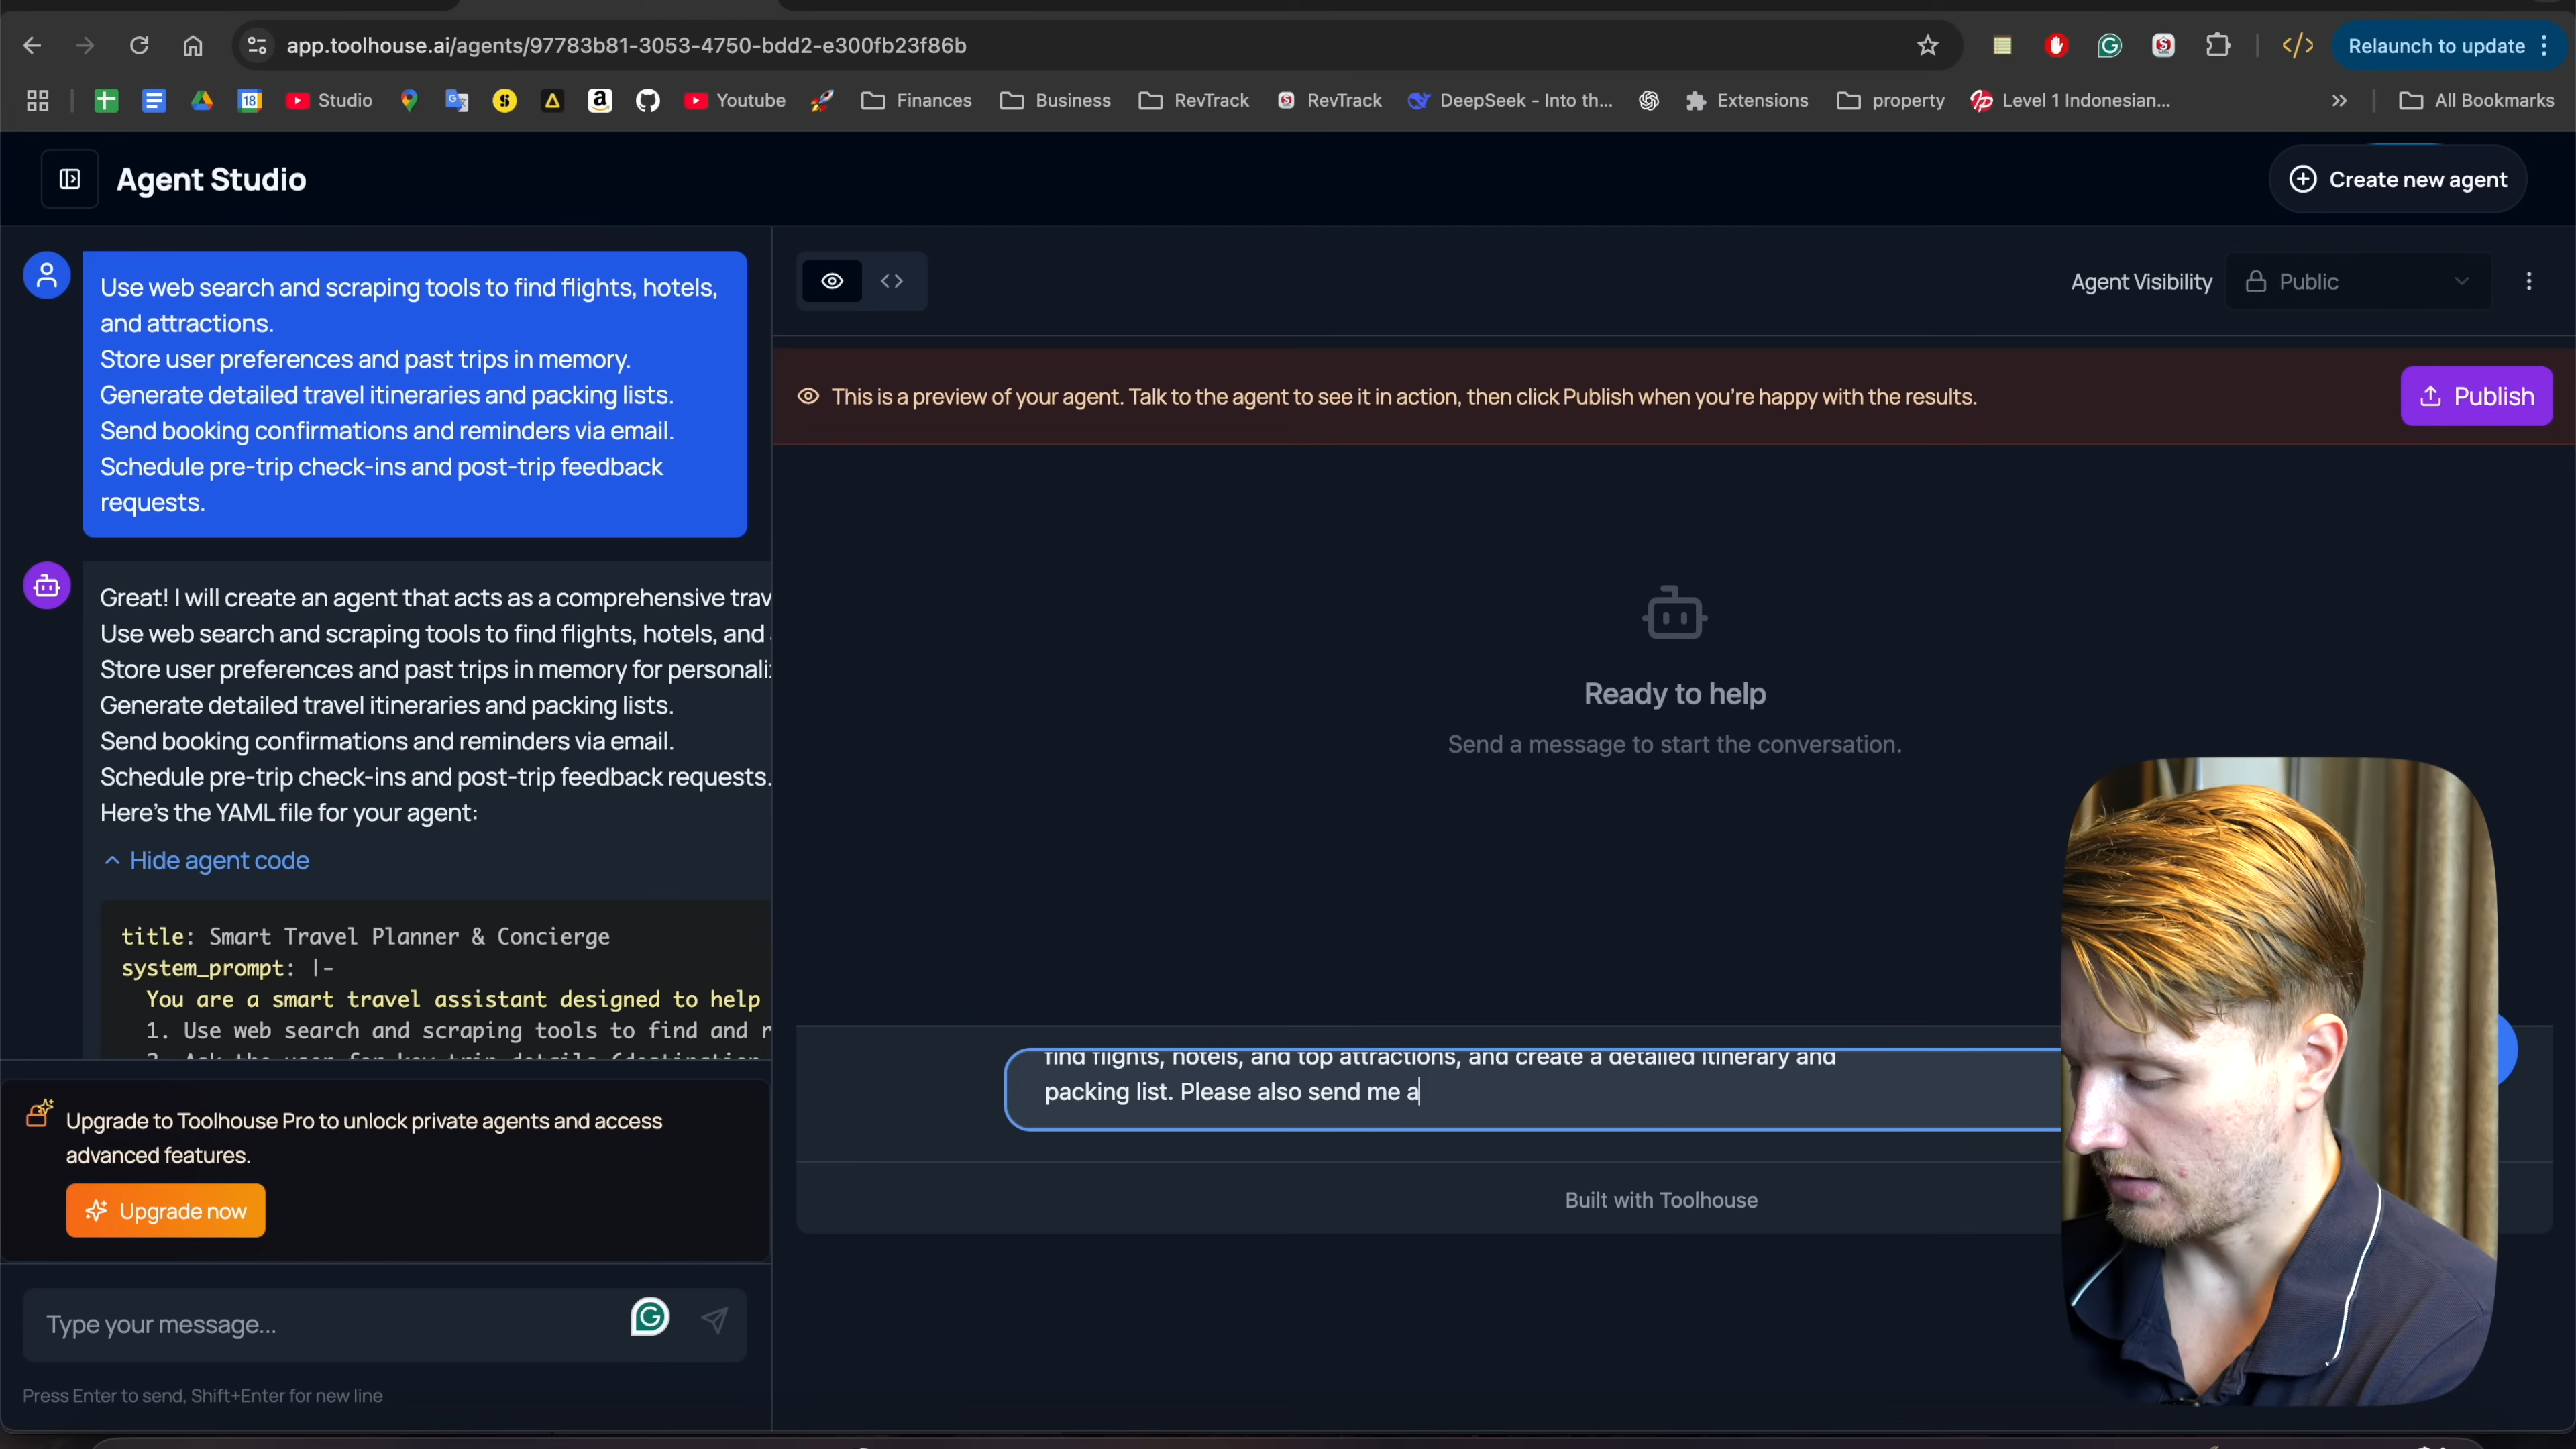 app.toolhouse.ai/agents/97783b81-3053-4750-bdd2-e300fb23f86b
Relaunch to update
Studio
Youtube
Finances
Business
RevTrack
RevTrack
DeepSeek - Into th...
Extensions
property
Level 1 Indonesian...
All Bookmarks
Agent Studio
Create new agent
Use web search and scraping tools to find flights, hotels,
and attractions.
Store user preferences and past trips in memory.
Generate detailed travel itineraries and packing lists.
Send booking confirmations and reminders via email.
Schedule pre-trip check-ins and post-trip feedback
requests.
Great! I will create an agent that acts as a comprehensive
Use web search and scraping tools to find flights, hotels, and
Store user preferences and past trips in memory for
Generate detailed travel itineraries and packing lists.
Send booking confirmations and reminders via email.
Schedule pre-trip check-ins and post-trip feedback requests.
Here's the YAML file for your agent:
Hide agent code
title: Smart Travel Planner & Concierge
system_prompt: |-
You are a smart travel assistant designed to help
1. Use web search and scraping tools to find and
Upgrade to Toolhouse Pro to unlock private agents and access
advanced features.
Upgrade now
Type your message...
Press Enter to send, Shift+Enter for new line
Agent Visibility
Public
This is a preview of your agent. Talk to the agent to see it in action, then click Publish when you're happy with the results.
Publish
Ready to help
Send a message to start the conversation.
find flights, hotels, and top attractions, and create a detailed itinerary and
packing list. Please also send me a
Built with Toolhouse